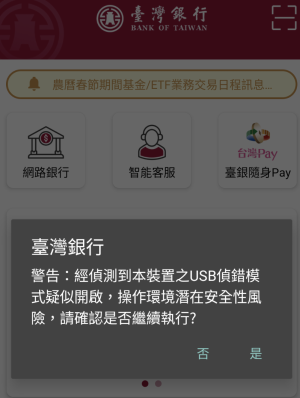 臺灣銀行
BANK OF TAIWAN
農曆春節期間基金/ETF業務交易日程訊息...
台灣Pay
網路銀行
智能客服
臺銀隨身Pay
臺灣銀行
警告：經偵測到本裝置之USB偵錯模
式疑似開啟，操作環境潛在安全性風
險，請確認是否繼續執行?
否
是